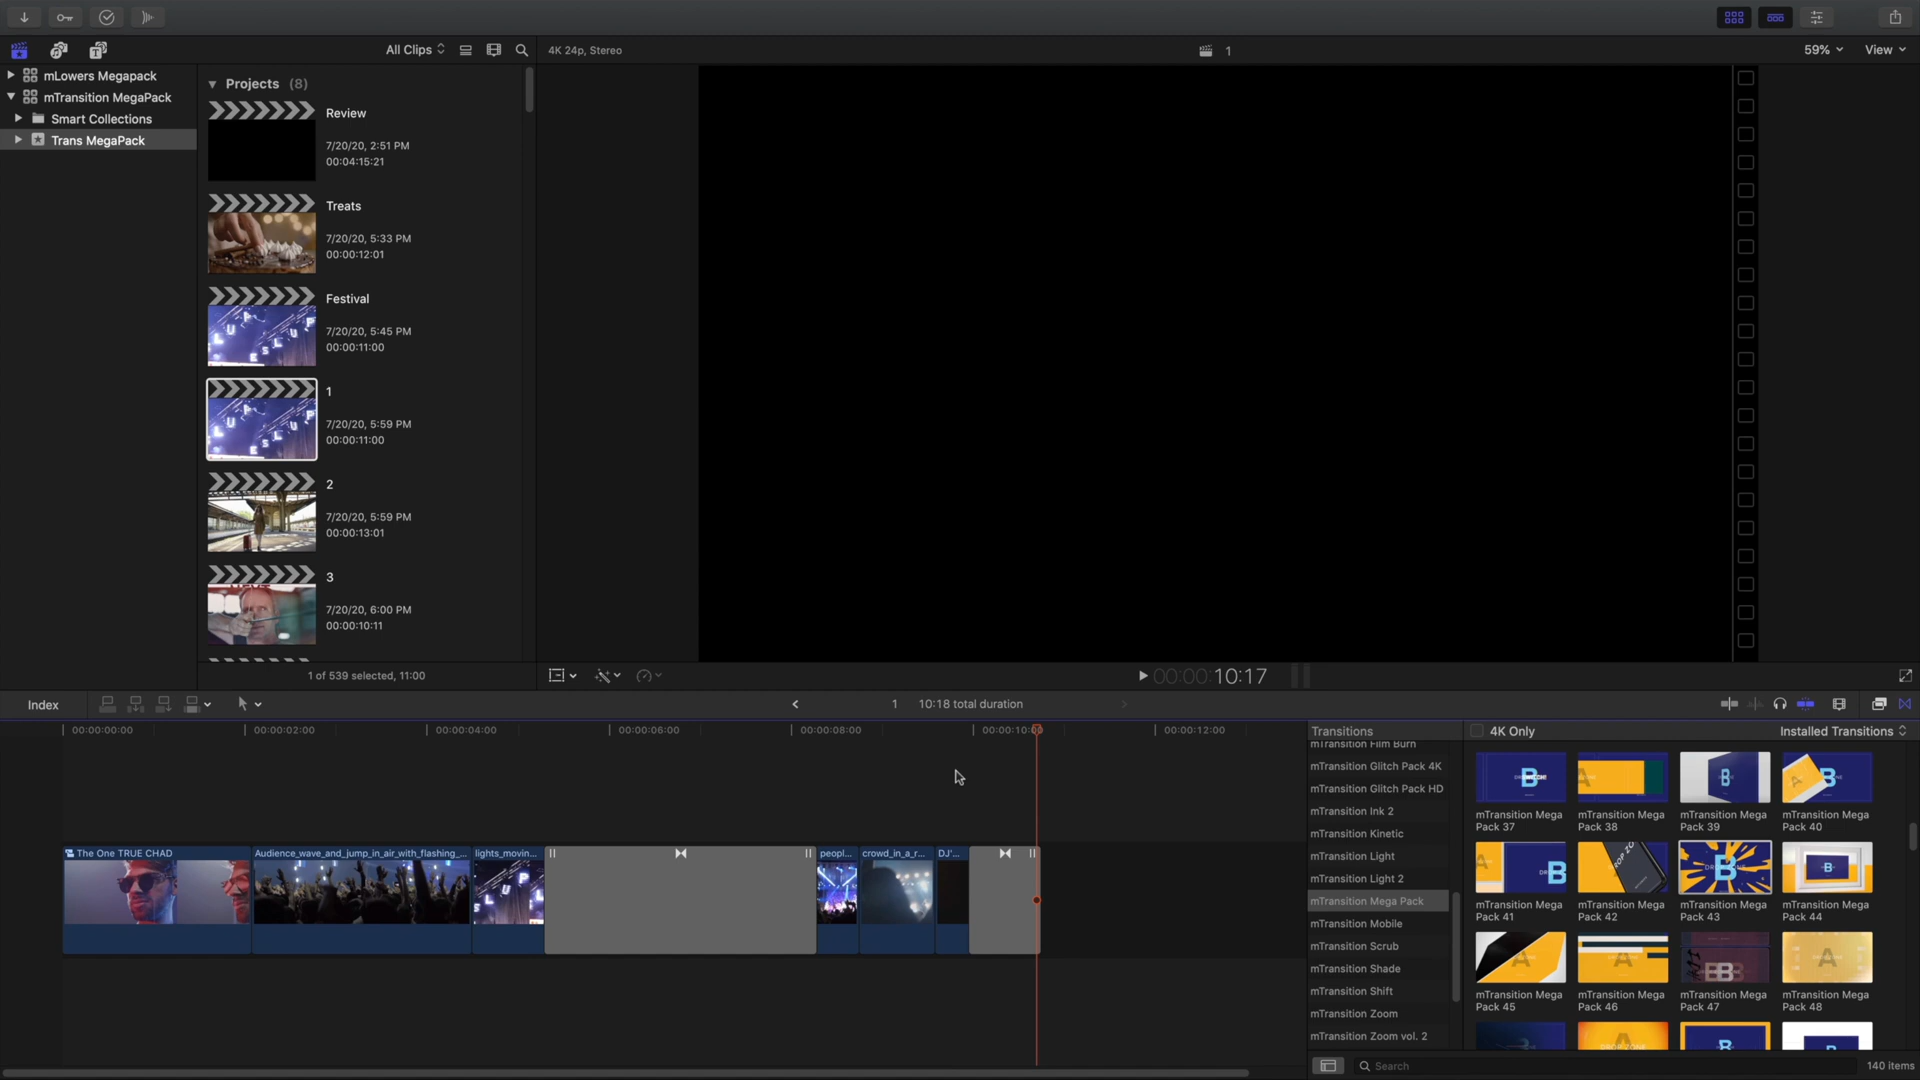 All Clips
4K 24p, Stereo
1
59%
View
mLowers Megapack
mTransition MegaPack
Smart Collections
Trans MegaPack
Projects (8)
Review
7/20/20, 2:51 PM
00:04:15:21
Treats
7/20/20, 5:33 PM
00:00:12:01
Festival
7/20/20, 5:45 PM
00:00:11:00
1
7/20/20, 5:59 PM
00:00:11:00
2
7/20/20, 5:59 PM
00:00:13:01
3
7/20/20, 6:00 PM
00:00:10:11
1 of 539 selected, 11:00
00:00:10:17
Index
1
10:18 total duration
00:00:00:00
00:00:02:00
00:00:04:00
00:00:06:00
00:00:08:00
00:00:10:00
00:00:12:00
The One TRUE CHAD
Audience_wave_and_jump_in_air_with_flashing_...
lights_movin...
peopl...
crowd_in_a_r...
DJ'...
Transitions
mTransition Film Burn
mTransition Glitch Pack 4K
mTransition Glitch Pack HD
mTransition Ink 2
mTransition Kinetic
mTransition Light
mTransition Light 2
mTransition Mega Pack
mTransition Mobile
mTransition Scrub
mTransition Shade
mTransition Shift
mTransition Zoom
mTransition Zoom vol. 2
4K Only
Installed Transitions
mTransition Mega Pack 37
mTransition Mega Pack 38
mTransition Mega Pack 39
mTransition Mega Pack 40
mTransition Mega Pack 41
mTransition Mega Pack 42
mTransition Mega Pack 43
mTransition Mega Pack 44
mTransition Mega Pack 45
mTransition Mega Pack 46
mTransition Mega Pack 47
mTransition Mega Pack 48
Search
140 items